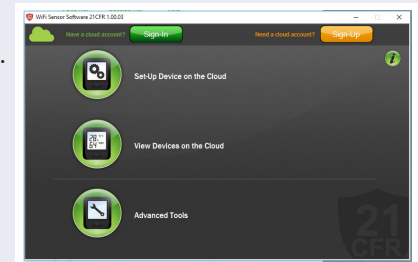 WiFi Sensor Software 21CFR 1.00.03
Have a cloud account? Sign-In Need a cloud account? Sign-Up
i
Set-Up Device on the Cloud
View Devices on the Cloud
Advanced Tools
21
CFR